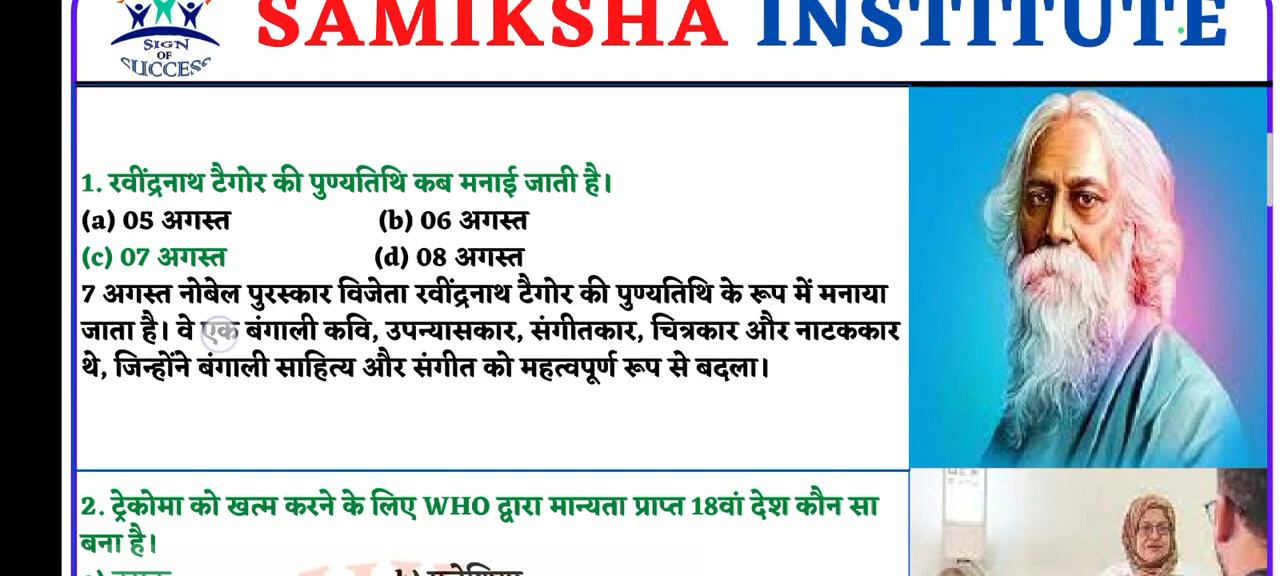 SIGN
OF
SUCCESS
SAMIKSHA INSTITUTE
1. रवींद्रनाथ टैगोर की पुण्यतिथि कब मनाई जाती है।
(a) 05 अगस्त (b) 06 अगस्त
(c) 07 अगस्त (d) 08 अगस्त
7 अगस्त नोबेल पुरस्कार विजेता रवींद्रनाथ टैगोर की पुण्यतिथि के रूप में मनाया
जाता है। वे एक बंगाली कवि, उपन्यासकार, संगीतकार, चित्रकार और नाटककार
थे, जिन्होंने बंगाली साहित्य और संगीत को महत्वपूर्ण रूप से बदला।
2. ट्रेकोमा को खत्म करने के लिए WHO द्वारा मान्यता प्राप्त 18वां देश कौन सा
बना है।